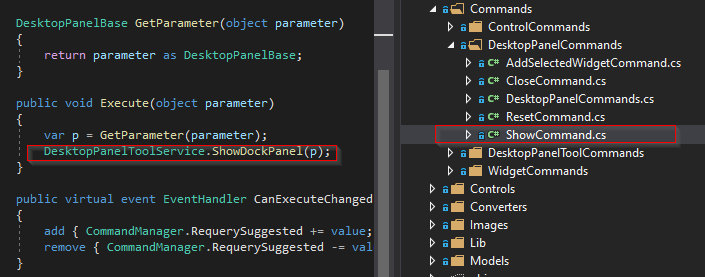 DesktopPanelBase GetParameter(object parameter)
{
return parameter as DesktopPanelBase;
}
public void Execute(object parameter)
{
var p = GetParameter(parameter);
DesktopPanelToolService.ShowDockPanel(p);
}
public virtual event EventHandler CanExecuteChanged
{
add { CommandManager.RequerySuggested += value;
remove { CommandManager.RequerySuggested -= val
}
Commands
ControlCommands
DesktopPanelCommands
C# AddSelectedWidgetCommand.cs
C# CloseCommand.cs
C# DesktopPanelCommands.cs
C# ResetCommand.cs
C# ShowCommand.cs
DesktopPanelToolCommands
WidgetCommands
Controls
Converters
Images
Lib
Models